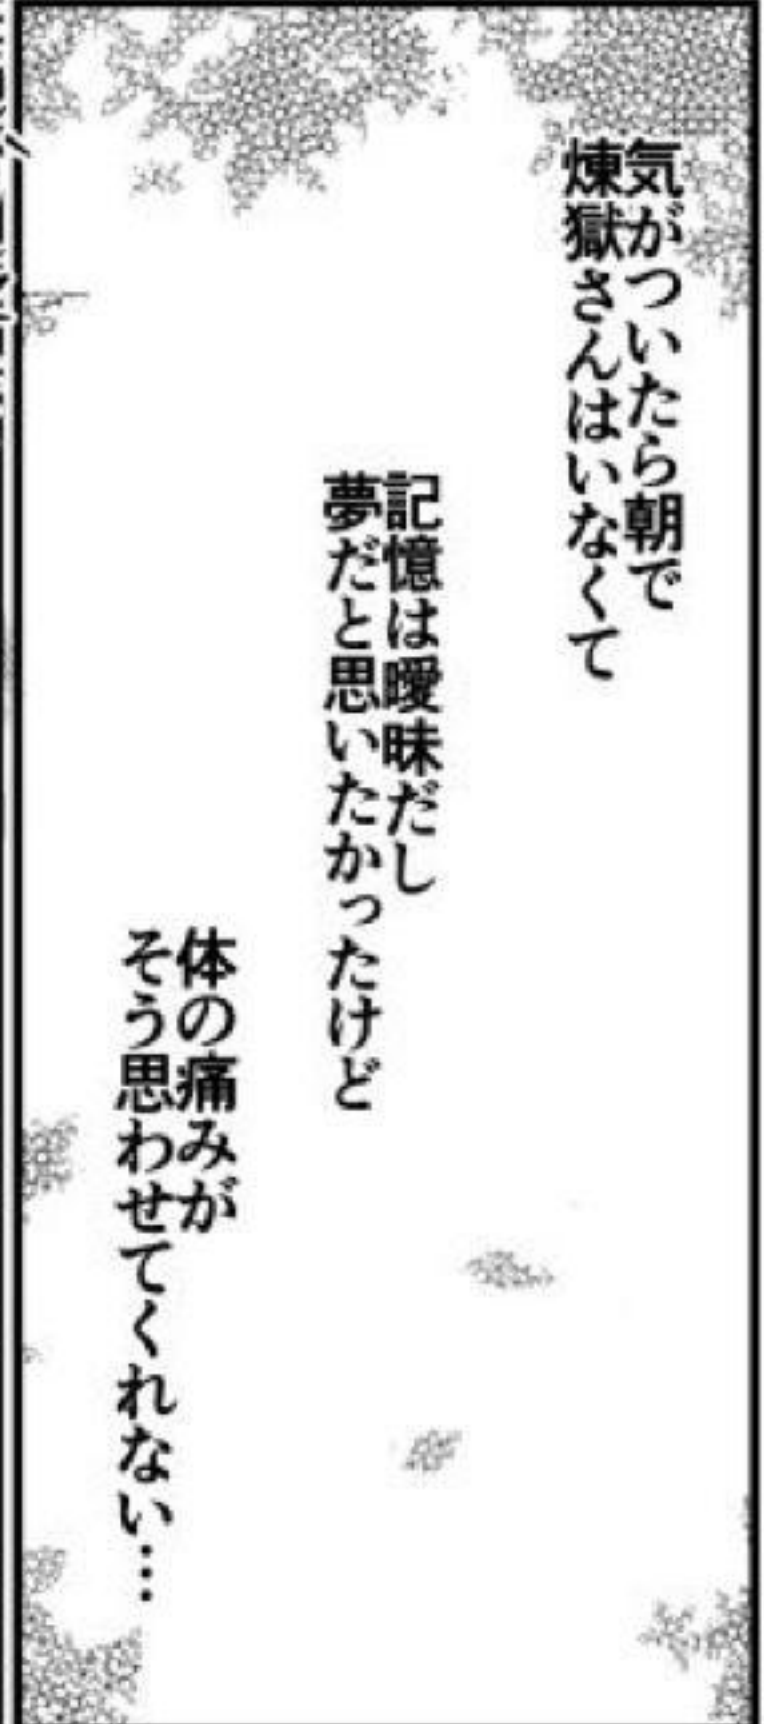 気がついたら朝で
煉獄さんはいなくて
記憶は曖昧だし
夢だと思いたかったけど
体の痛みが
そう思わせてくれない…